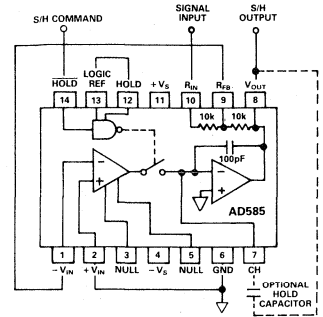 S/H COMMAND
SIGNAL
INPUT
S/H
OUTPUT
HOLD
LOGIC
REF
HOLD
+VS
RIN
RFB
VOUT
14
13
12
11
10
9
8
10k
10k
100pF
AD585
1
2
3
4
5
6
7
-VIN
+VIN
NULL
-VS
NULL
GND
CH
OPTIONAL
HOLD
CAPACITOR